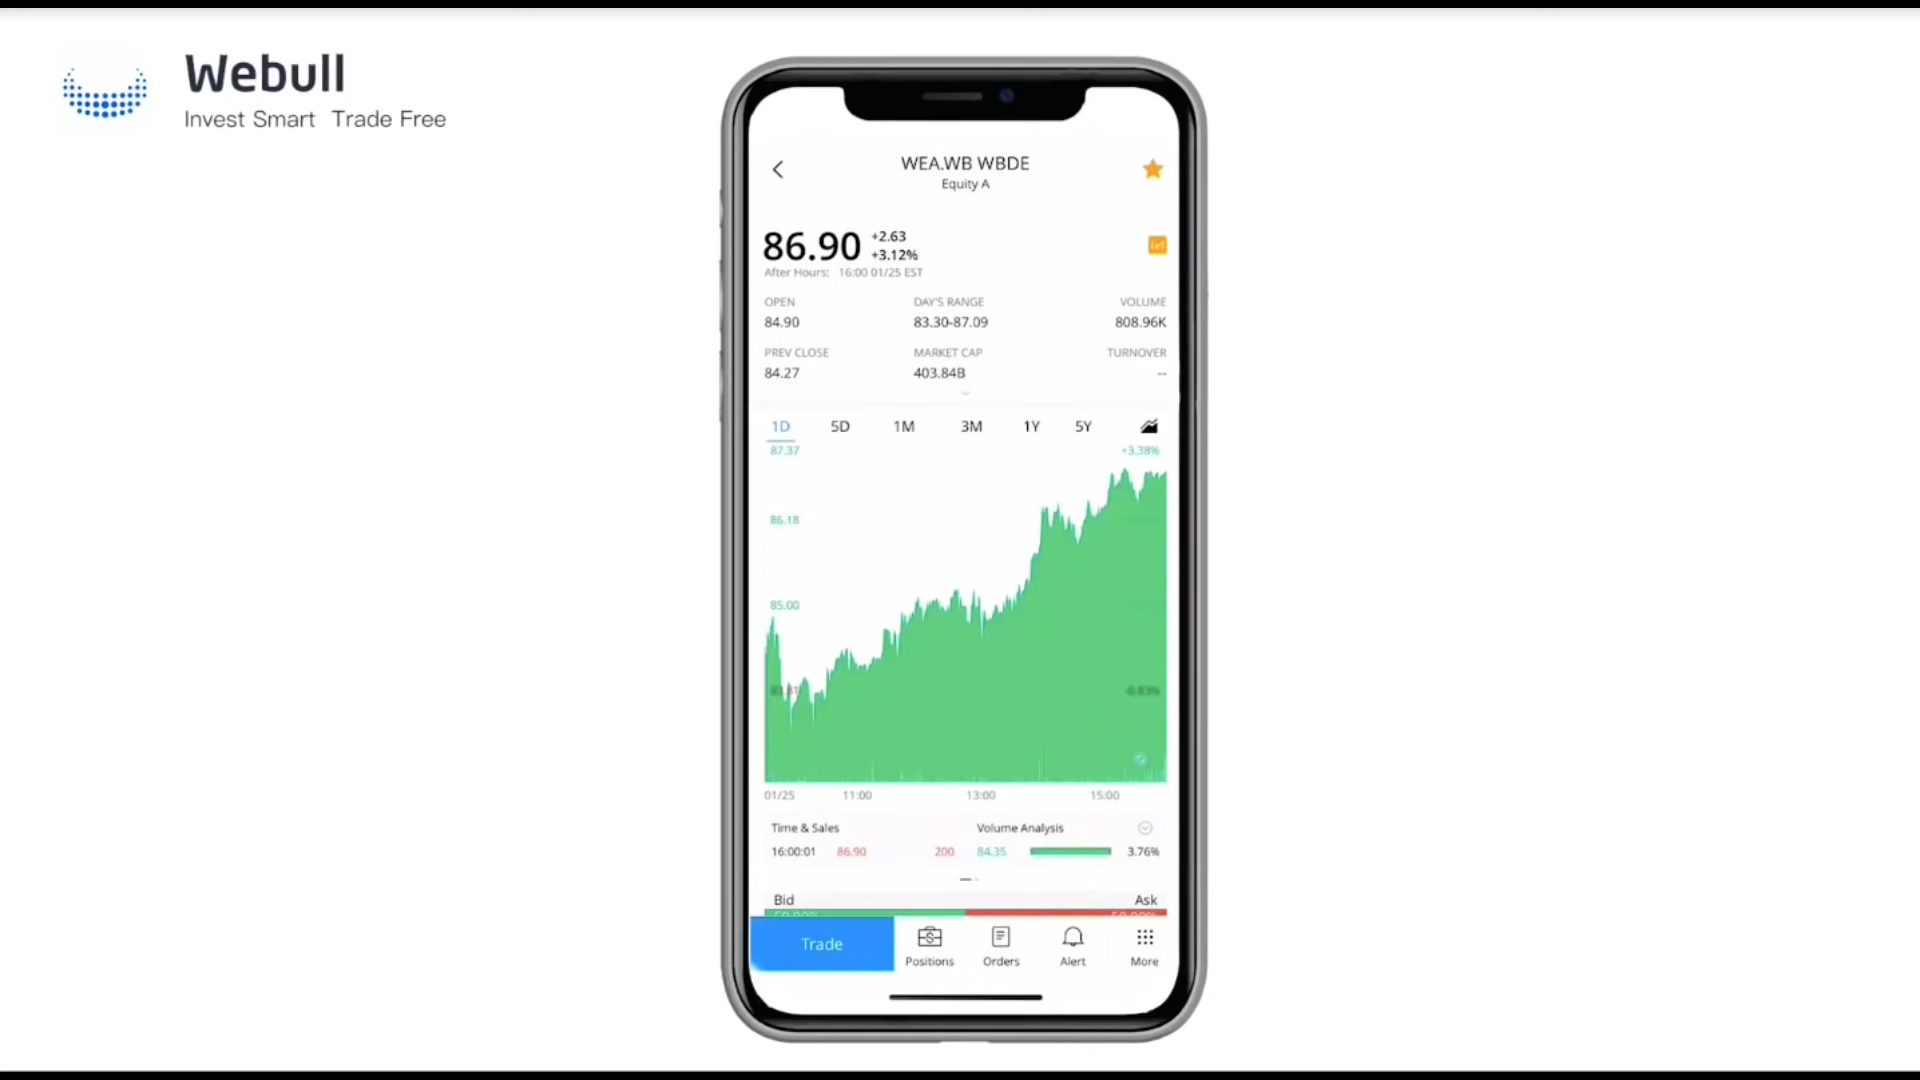 Webull
Invest Smart Trade Free
WEA.WB WBDE
Equity A
86.90
+2.63
+3.12%
After Hours: 16:00 01/25 EST
OPEN DAY'S RANGE VOLUME
84.90 83.30-87.09 808.96K
PREV CLOSE MARKET CAP TURNOVER
84.27 403.84B --
1D 5D 1M 3M 1Y 5Y
87.37 +3.38%
86.18
85.00
-0.83%
01/25 11:00 13:00 15:00
Time & Sales Volume Analysis
16:00:01 86.90 200 84.35 3.76%
Bid Ask
Trade
Positions Orders Alert More